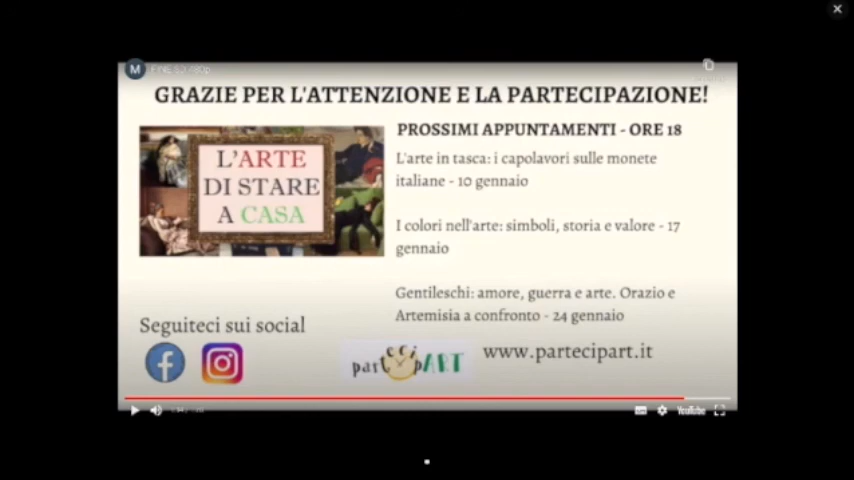 M
GRAZIE PER L'ATTENZIONE E LA PARTECIPAZIONE!
L'ARTE
DI STARE
A CASA
PROSSIMI APPUNTAMENTI - ORE 18
L'arte in tasca: i capolavori sulle monete
italiane - 10 gennaio
I colori nell'arte: simboli, storia e valore - 17
gennaio
Gentileschi: amore, guerra e arte. Orazio e
Artemisia a confronto - 24 gennaio
Seguiteci sui social
partecipART
www.partecipart.it
YouTube